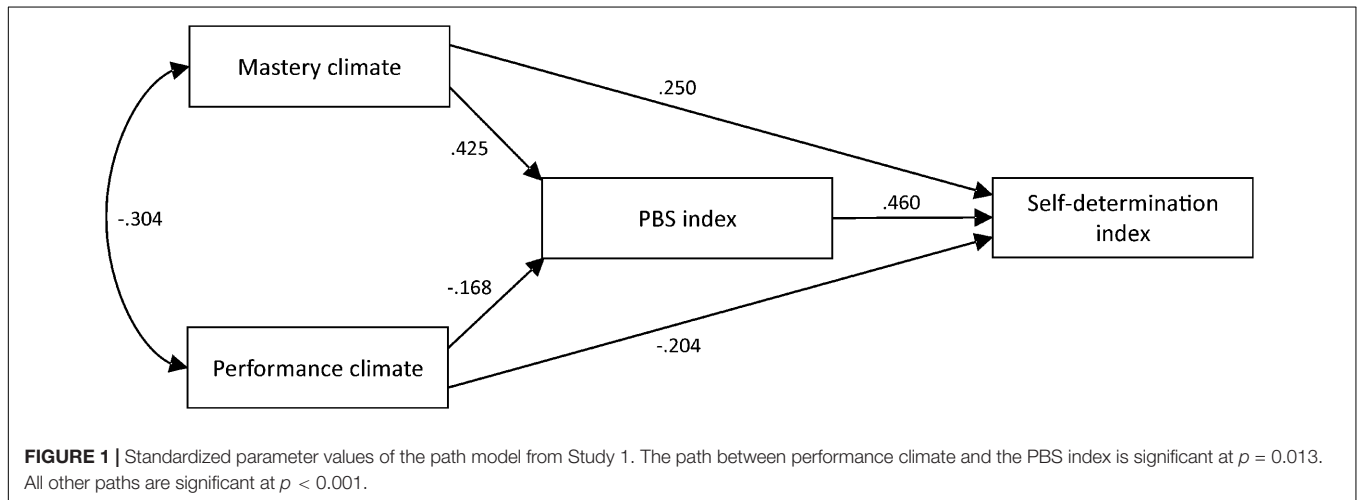 Mastery climate
.250
.425
-.304
PBS index
.460
Self-determination
index
-.168
-.204
Performance climate
FIGURE 1 | Standardized parameter values of the path model from Study 1. The path between performance climate and the PBS index is significant at p = 0.013.
All other paths are significant at p < 0.001.